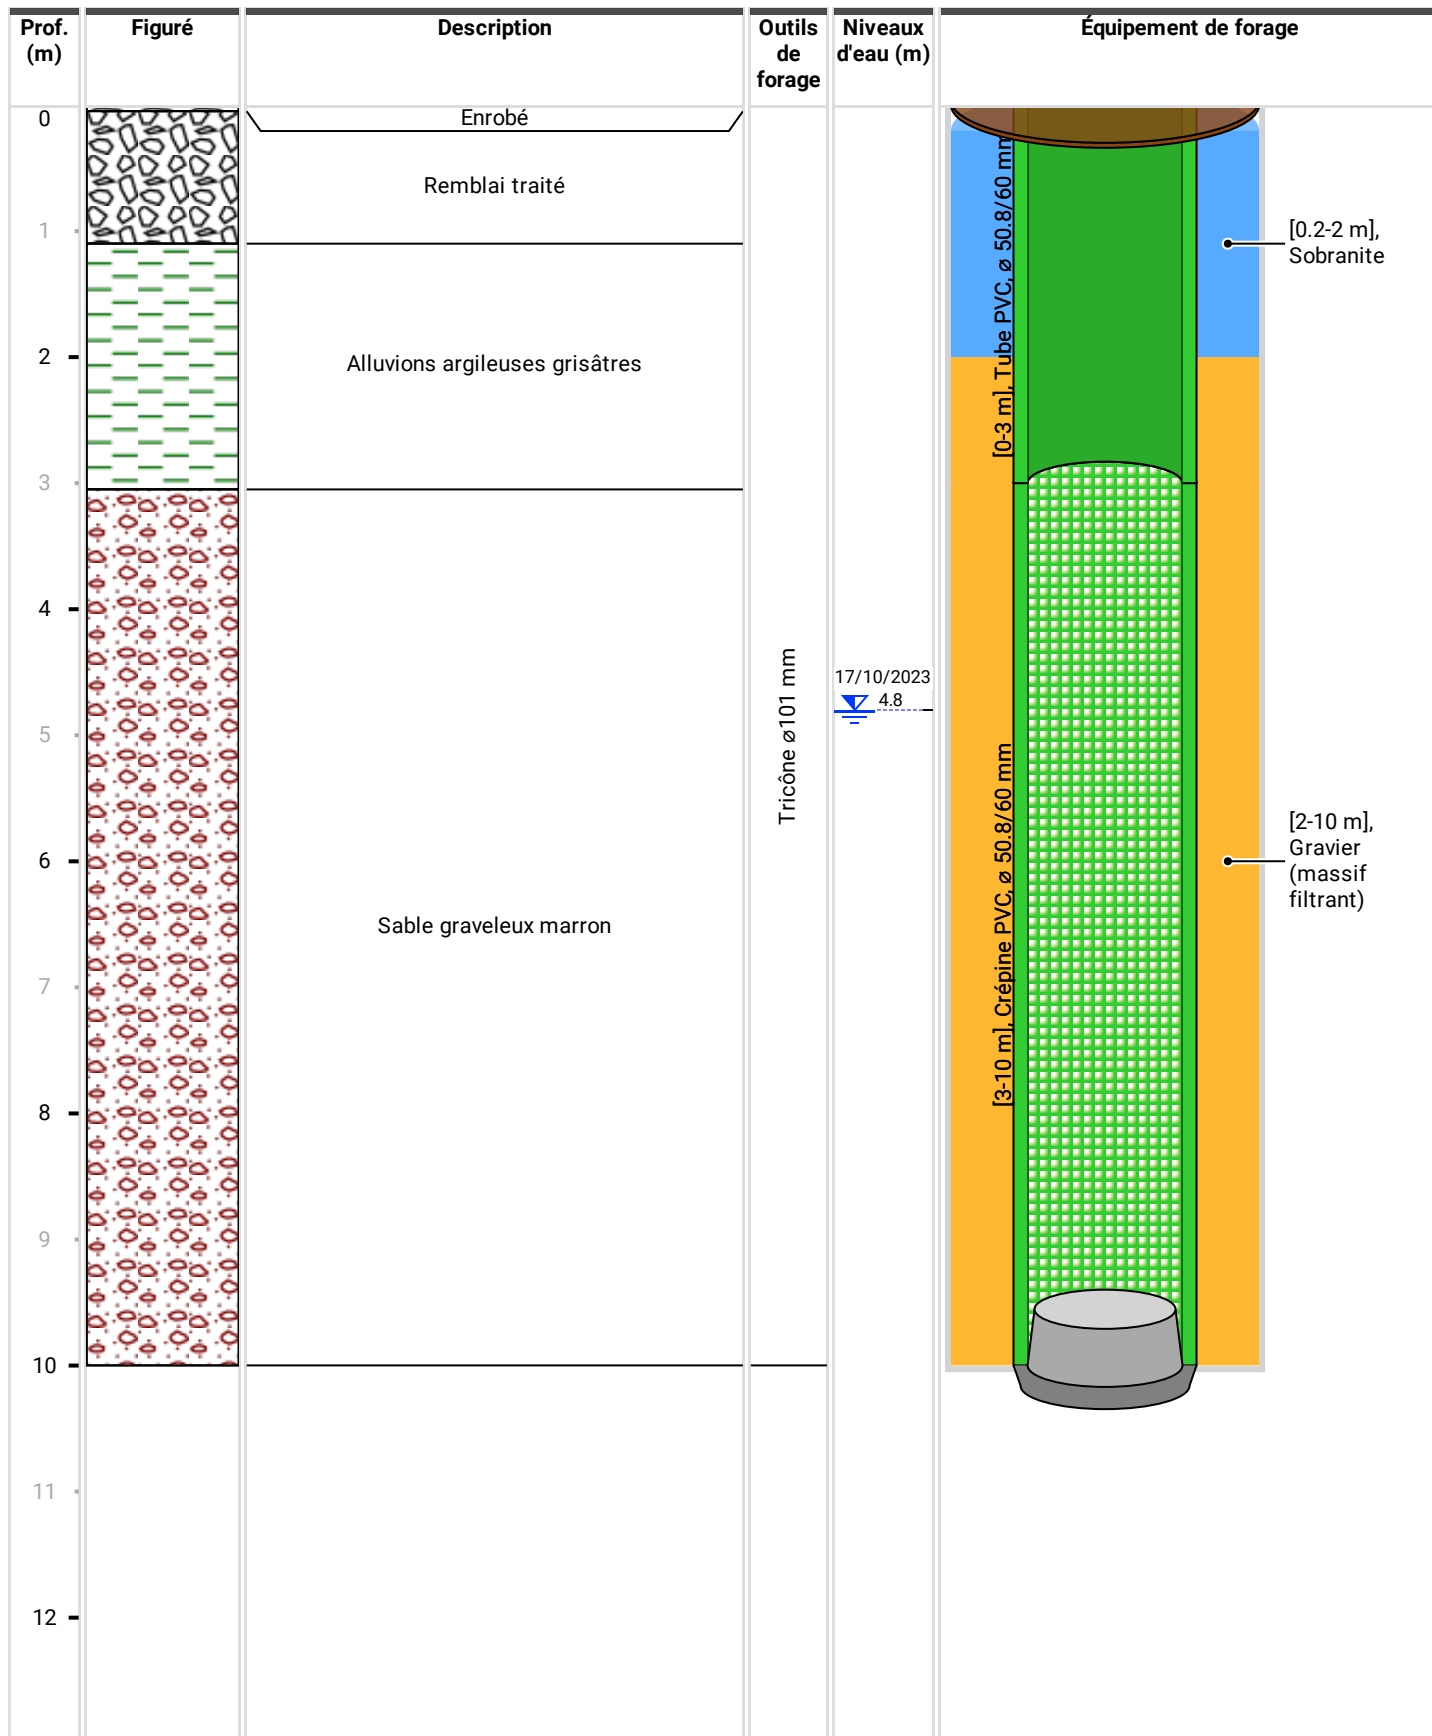 Prof.
(m)
Figuré
Description
Outils
de
forage
Niveaux
d'eau (m)
Équipement de forage
0
1
2
3
4
5
6
7
8
9
10
11
12
Enrobé
Remblai traité
Alluvions argileuses grisâtres
Sable graveleux marron
Tricône ø101 mm
17/10/2023
4.8
[0-3 m], Tube PVC, ø 50.8/60 mm
[3-10 m], Crépine PVC, ø 50.8/60 mm
[0.2-2 m],
Sobranite
[2-10 m],
Gravier
(massif
filtrant)